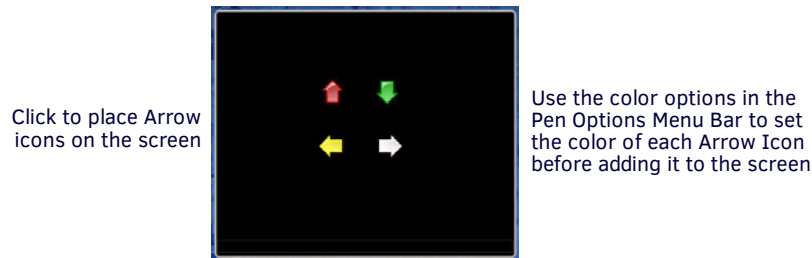 Click to place Arrow
icons on the screen
Use the color options in the
Pen Options Menu Bar to set
the color of each Arrow Icon
before adding it to the screen